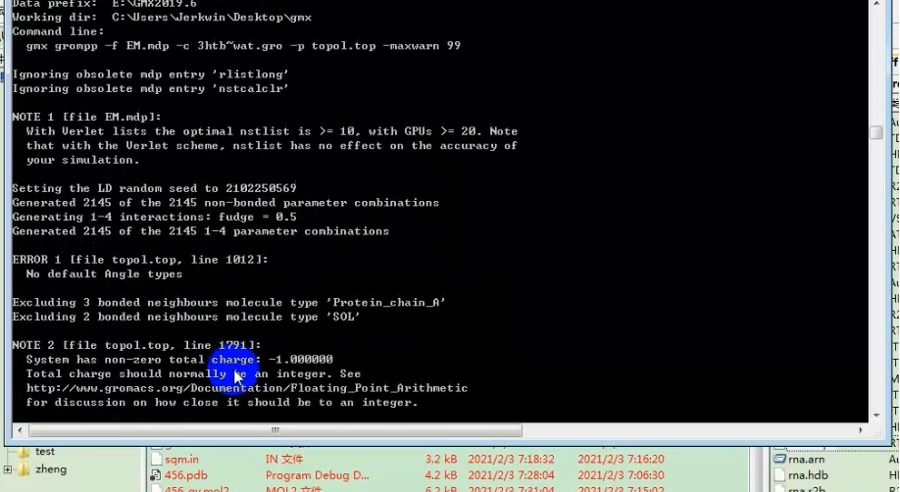 Data prefix:  E:\GMX2019.6
Working dir:  C:\Users\Jerkwin\Desktop\gmx
Command line:
gmx grompp -f EM.mdp -c 3htb~wat.gro -p topol.top -maxwarn 99
Ignoring obsolete mdp entry 'rlistlong'
Ignoring obsolete mdp entry 'nstcalclr'
NOTE 1 [file EM.mdp]:
With Verlet lists the optimal nstlist is >= 10, with GPUs >= 20. Note
that with the Verlet scheme, nstlist has no effect on the accuracy of
your simulation.
Setting the LD random seed to 2102250569
Generated 2145 of the 2145 non-bonded parameter combinations
Generating 1-4 interactions: fudge = 0.5
Generated 2145 of the 2145 1-4 parameter combinations
ERROR 1 [file topol.top, line 1012]:
No default Angle types
Excluding 3 bonded neighbours molecule type 'Protein_chain_A'
Excluding 2 bonded neighbours molecule type 'SOL'
NOTE 2 [file topol.top, line 1791]:
System has non-zero total charge: -1.000000
Total charge should normally be an integer. See
http://www.gromacs.org/Documentation/Floating_Point_Arithmetic
for discussion on how close it should be to an integer.
test
zheng
sqm.in IN 文件 3.2 kB 2021/2/3 7:18:32 2021/2/3 7:16:20
456.pdb Program Debug D... 4.2 kB 2021/2/3 7:28:04 2021/2/3 7:06:30
456_gy.mol2 MOL2 文件 6.2 kB 2021/2/3 7:31:04 2021/2/3 7:15:02
rna.arn
rna.hdb
rna.r2b